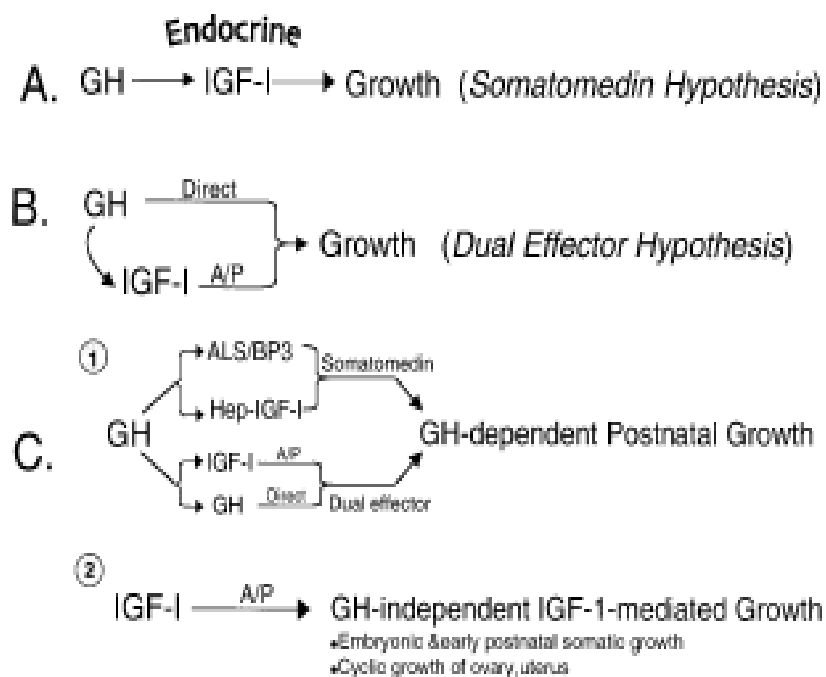 Endocrine
A. GH IGF-I Growth (Somatomedin Hypothesis)
B. GH Direct
Growth (Dual Effector Hypothesis)
IGF-I A/P
1
ALS/BP3 Somatomedin
Hep-IGF-I
C. GH GH-dependent Postnatal Growth
IGF-I A/P
GH Direct Dual effector
2
IGF-I A/P GH-independent IGF-1-mediated Growth
•Embryonic &early postnatal somatic growth
•Cyclic growth of ovary,uterus